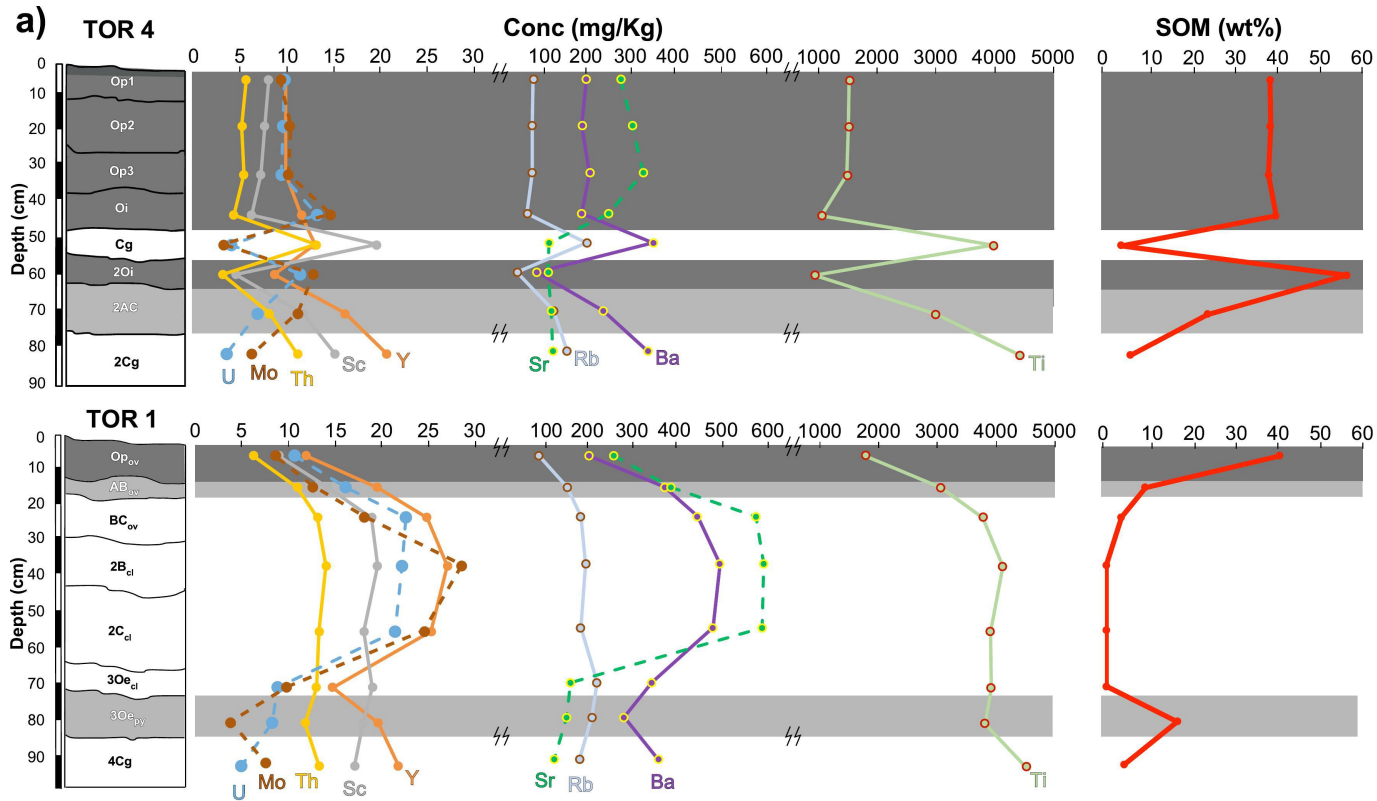 a)
TOR 4
Conc (mg/Kg)
SOM (wt%)
0 5 10 15 20 25 30 100 200 300 400 500 600 1000 2000 3000 4000 5000
0 10 20 30 40 50 60
Depth (cm)
0
10
20
30
40
50
60
70
80
90
Op1
Op2
Op3
Oi
Cg
2Oi
2AC
2Cg
U Mo Th Sc Y Sr Rb Ba Ti
TOR 1
0 5 10 15 20 25 30 100 200 300 400 500 600 1000 2000 3000 4000 5000
0 10 20 30 40 50 60
Depth (cm)
0
10
20
30
40
50
60
70
80
90
Opov
ABov
BCov
2Bcl
2Ccl
3Oecl
3Oepy
4Cg
U Mo Th Sc Y Sr Rb Ba Ti